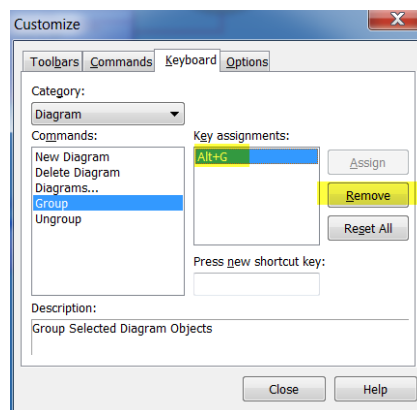 Customize
X
Toolbars Commands Keyboard Options
Category:
Diagram
Commands:
Key assignments:
New Diagram
Delete Diagram
Diagrams...
Group
Ungroup
Alt+G
Assign
Remove
Reset All
Press new shortcut key:
Description:
Group Selected Diagram Objects
Close
Help